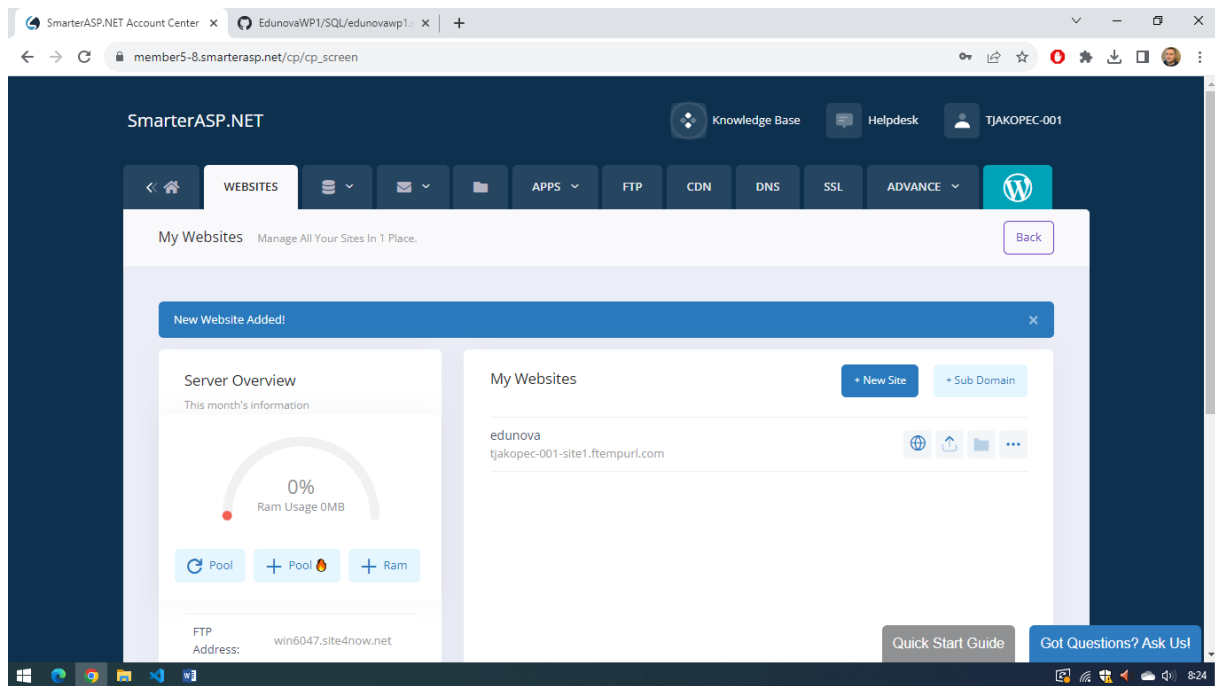 SmarterASP.NET Account Center
EdunovaWP1/SQL/edunovawp1.s
member5-8.smarterasp.net/cp/cp_screen
SmarterASP.NET
Knowledge Base
Helpdesk
TJAKOPEC-001
WEBSITES
APPS
FTP
CDN
DNS
SSL
ADVANCE
My Websites Manage All Your Sites In 1 Place.
Back
New Website Added!
Server Overview
This month's information
0%
Ram Usage 0MB
Pool
+ Pool
+ Ram
FTP
Address:
win6047.site4now.net
My Websites
+ New Site
+ Sub Domain
edunova
tjakopec-001-site1.ftempurl.com
Quick Start Guide
Got Questions? Ask Us!
8:24